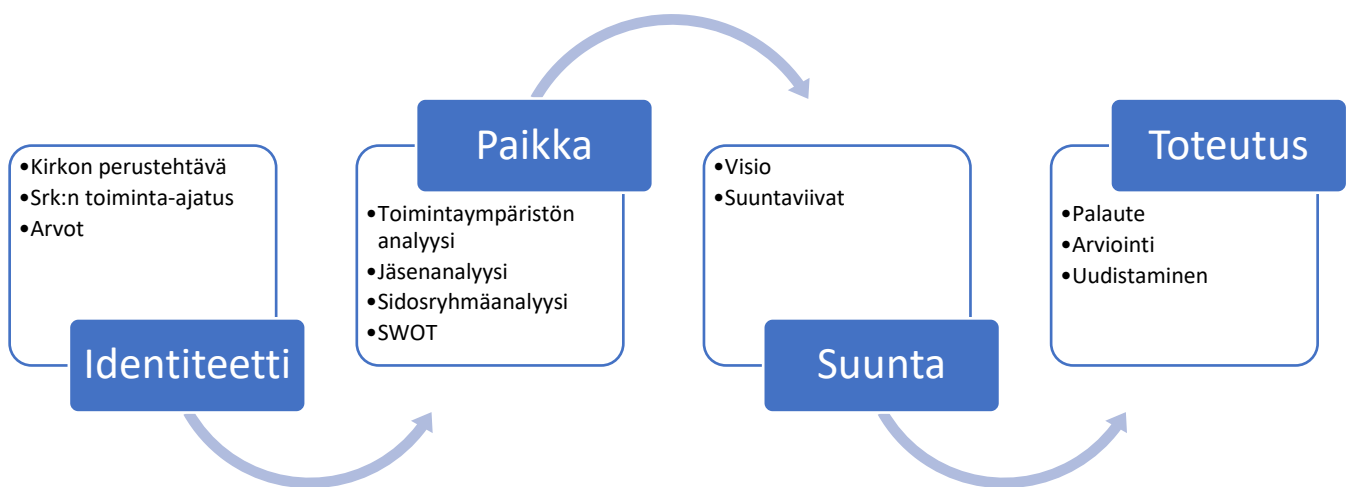 •Kirkon perustehtävä
•Srk:n toiminta-ajatus
•Arvot
Identiteetti
Paikka
•Toimintaympäristön
analyysi
•Jäsenanalyysi
•Sidosryhmäanalyysi
•SWOT
•Visio
•Suuntaviivat
Suunta
Toteutus
•Palaute
•Arviointi
•Uudistaminen